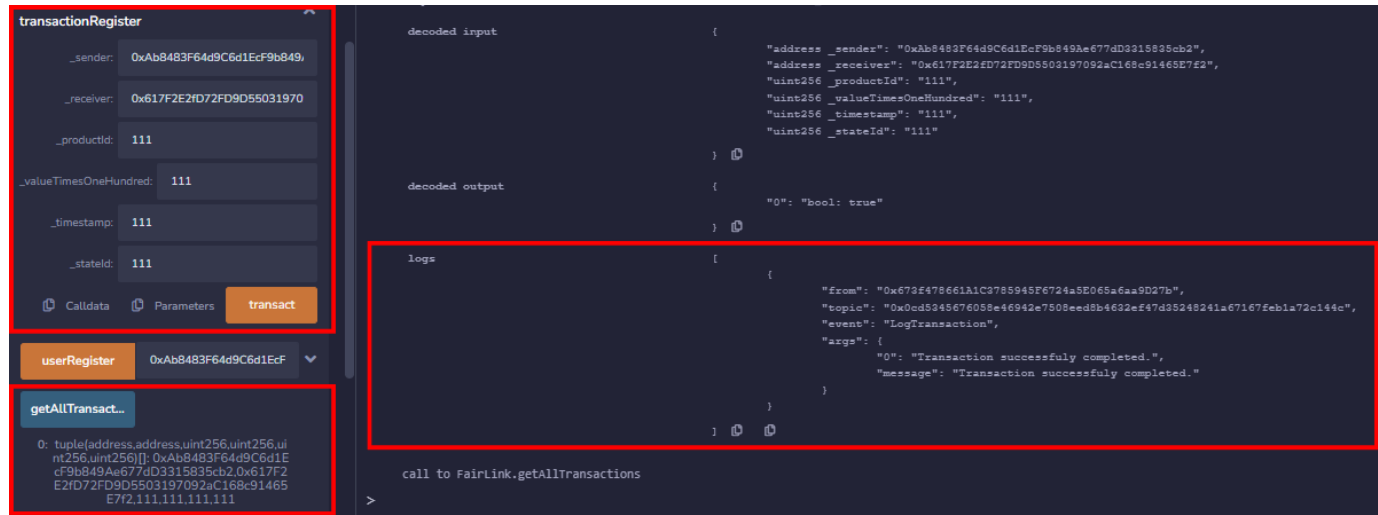 transactionRegister
_sender: 0xAb8483F64d9C6d1EcF9b849,
_receiver: 0x617F2E2fD72FD9D55031970
_productId: 111
_valueTimesOneHundred: 111
_timestamp: 111
_stateId: 111
Calldata Parameters transact
userRegister 0xAb8483F64d9C6d1EcF
getAllTransact...
0: tuple(address,address,uint256,uint256,ui
nt256,uint256)[]: 0xAb8483F64d9C6d1E
cF9b849Ae677dD3315835cb2,0x617F2
E2fD72FD9D5503197092aC168c91465
E7f2,111,111,111,111
decoded input {
"address _sender": "0xAb8483F64d9C6d1EcF9b849Ae677dD3315835cb2",
"address _receiver": "0x617F2E2fD72FD9D5503197092aC168c91465E7f2",
"uint256 _productId": "111",
"uint256 _valueTimesOneHundred": "111",
"uint256 _timestamp": "111",
"uint256 _stateId": "111"
}
decoded output {
"0": "bool: true"
}
logs [
{
"from": "0x673f478661A1C3785945F6724a5E065a6aa9D27b",
"topic": "0x0cd5345676058e46942e7508eed8b4632ef47d35248241a67167feb1a72c144c",
"event": "LogTransaction",
"args": {
"0": "Transaction successfuly completed.",
"message": "Transaction successfuly completed."
}
}
]
call to FairLink.getAllTransactions
>